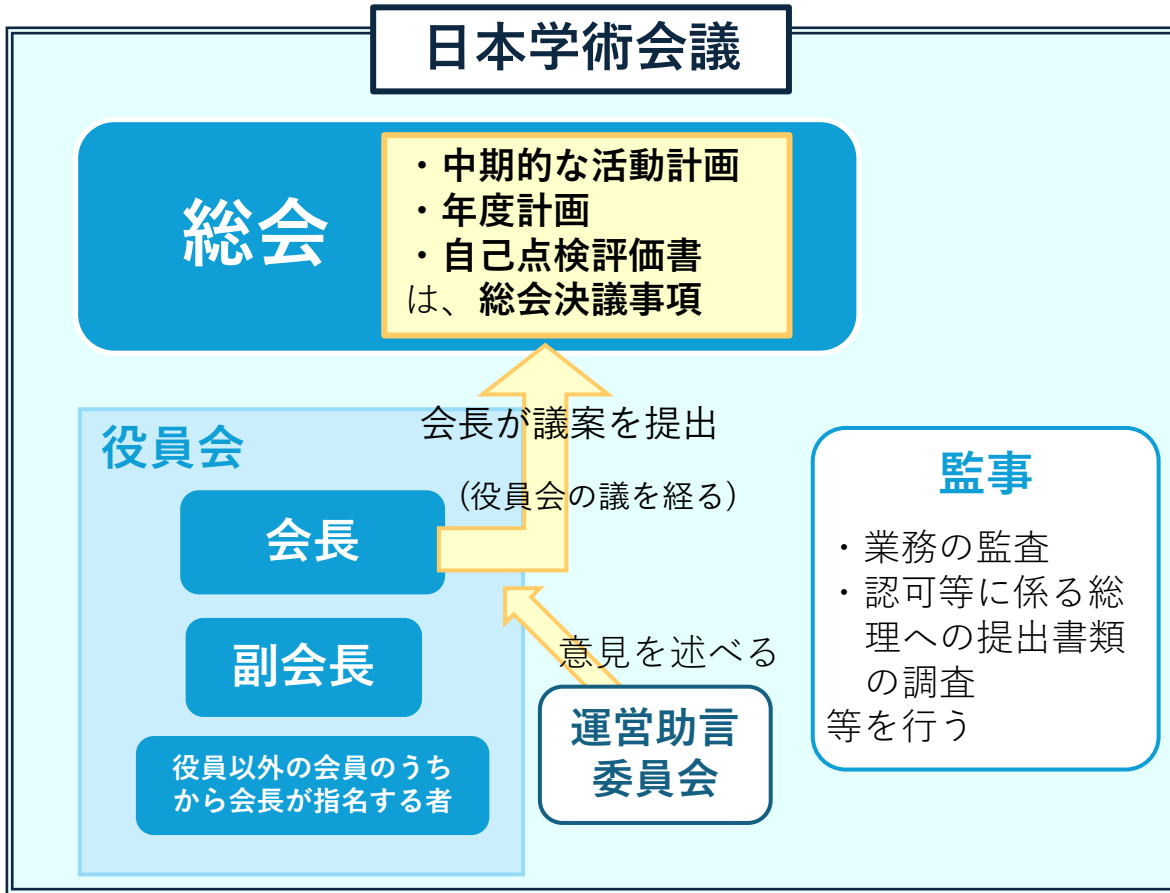 日本学術会議
総会
・中期的な活動計画
・年度計画
・自己点検評価書
は、総会決議事項
会長が議案を提出
（役員会の議を経る）
役員会
会長
副会長
役員以外の会員のうち
から会長が指名する者
意見を述べる
運営助言
委員会
監事
・業務の監査
・認可等に係る総
理への提出書類
の調査
等を行う